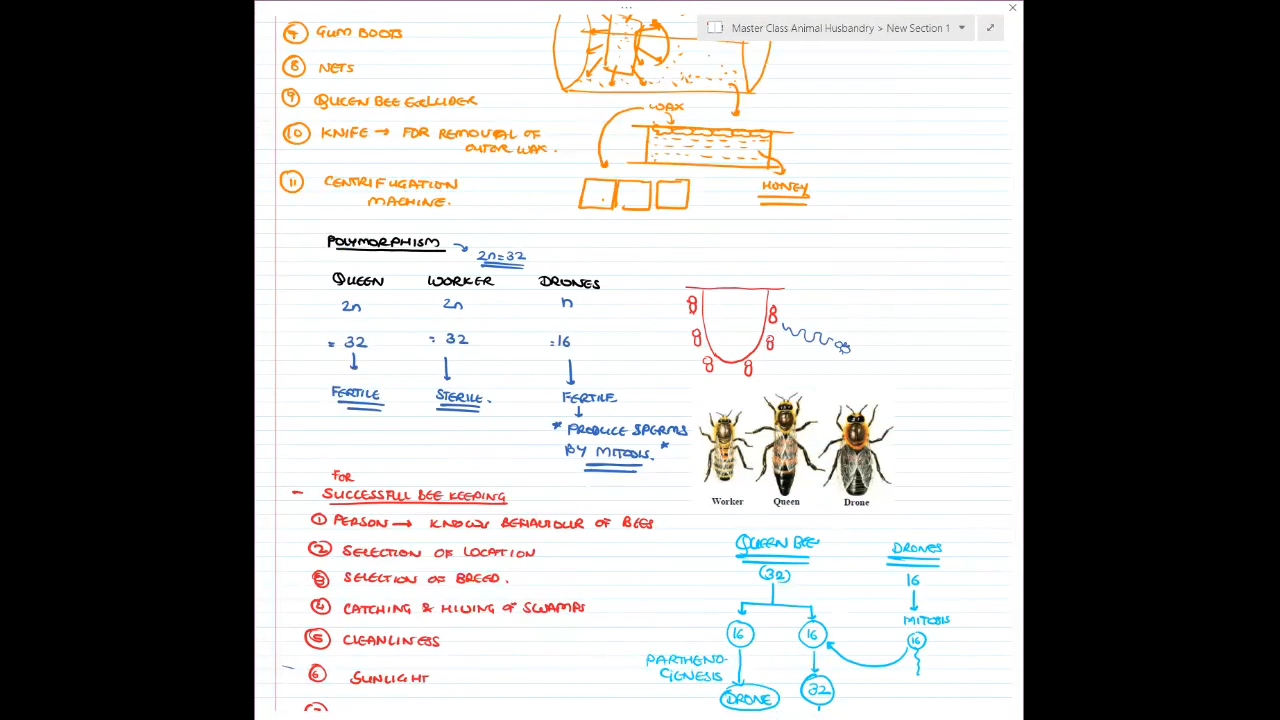 Master Class Animal Husbandry > New Section 1
GUM BOOTS
8 NETS
9 QUEEN BEE EXCLUDER
WAX
10 KNIFE → FOR REMOVAL OF
OUTOR WAX.
11 CENTRIFUGATION
MACHINE.
HONEY
POLYMORPHISM
2n=32
QUEEN WORKER DRONES
2n 2n n
= 32 = 32 =16
FERTILE STERILE. FERTILE
* PRODUCE SPERMS
BY MITOSIS. *
Worker Queen Drone
FOR
- SUCCESSFULL BEE KEEPING
1 PERSON → KNOWN BEHAVIOUR OF BEES
2 SELECTION OF LOCATION
3 SELECTION OF BREED.
4 CATCHING & HIVING OF SWAMPS
5 CLEANLINESS
6 SUNLIGHT
QUEEN BEE DRONES
(32) 16
MITOSIS
16 16 16
PARTHENO-
GENESIS
DRONE 32